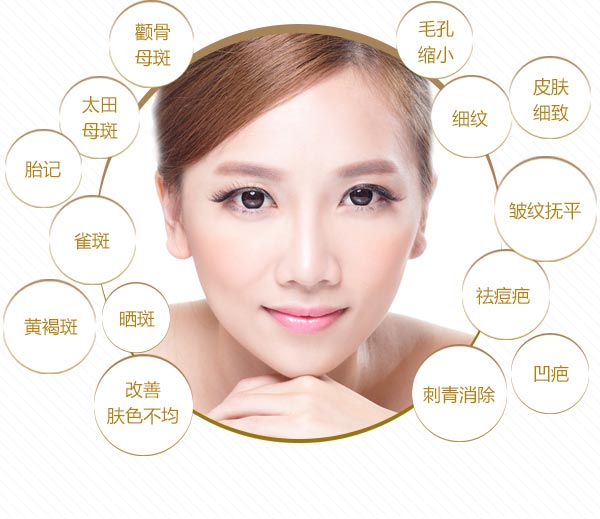 颧骨
母斑
太田
母斑
胎记
雀斑
黄褐斑
晒斑
改善
肤色不均
毛孔
缩小
细纹
皮肤
细致
皱纹抚平
祛痘疤
凹疤
刺青消除